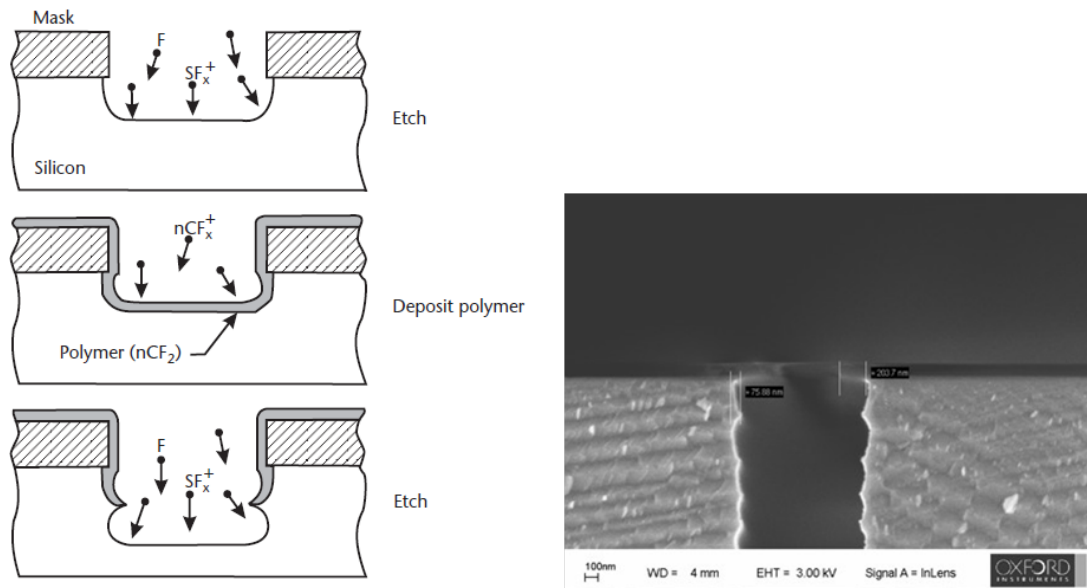 Mask
F
SFx+
Etch
Silicon
nCFx+
Deposit polymer
Polymer (nCF2)
F
SFx+
Etch
75.88 nm
203.7 nm
100nm
WD = 4 mm
EHT = 3.00 kV
Signal A = InLens
OXFORD
INSTRUMENTS